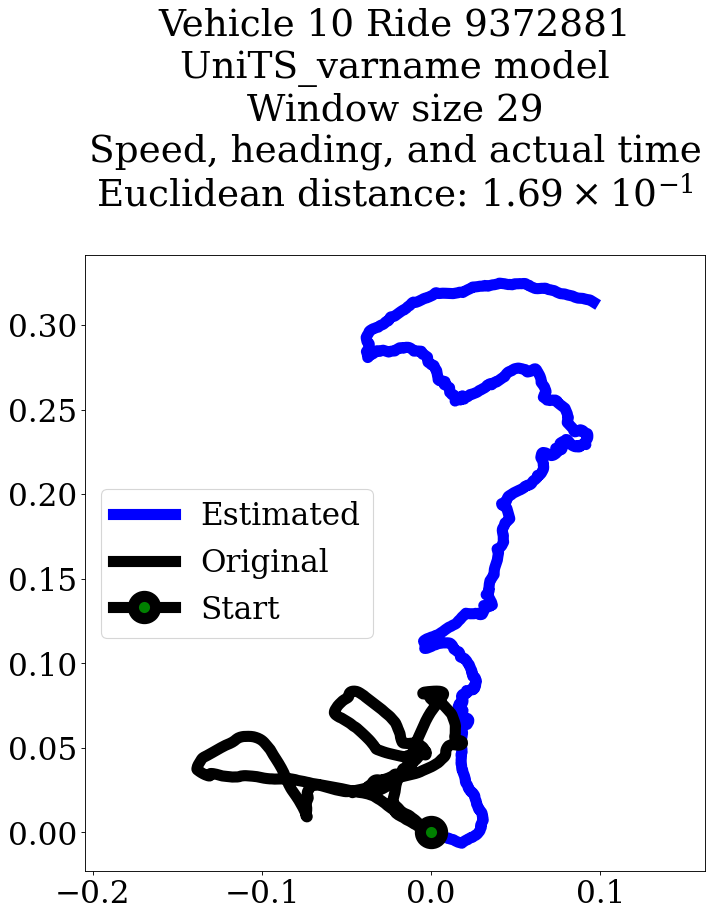 Vehicle 10 Ride 9372881
UniTS_varname model
Window size 29
Speed, heading, and actual time
Euclidean distance: 1.69 × 10⁻¹
0.30
0.25
0.20
0.15
0.10
0.05
0.00
Estimated
Original
Start
−0.2
−0.1
0.0
0.1